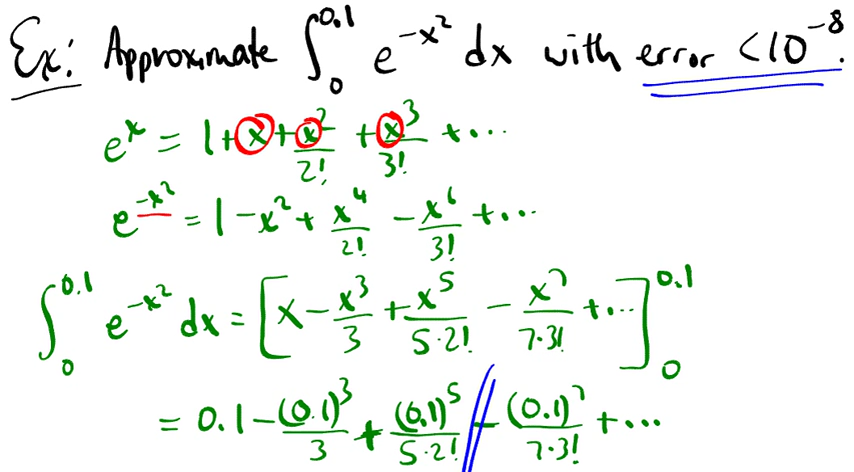 Ex: Approximate ∫₀^0.1 e^(-x²) dx with error < 10⁻⁸.
e^x = 1 + x + x²/2! + x³/3! + ...
e^(-x²) = 1 - x² + x⁴/2! - x⁶/3! + ...
∫₀^0.1 e^(-x²) dx = [x - x³/3 + x⁵/(5·2!) - x⁷/(7·3!) + ...]₀^0.1
= 0.1 - (0.1)³/3 + (0.1)⁵/(5·2!) - (0.1)⁷/(7·3!) + ...